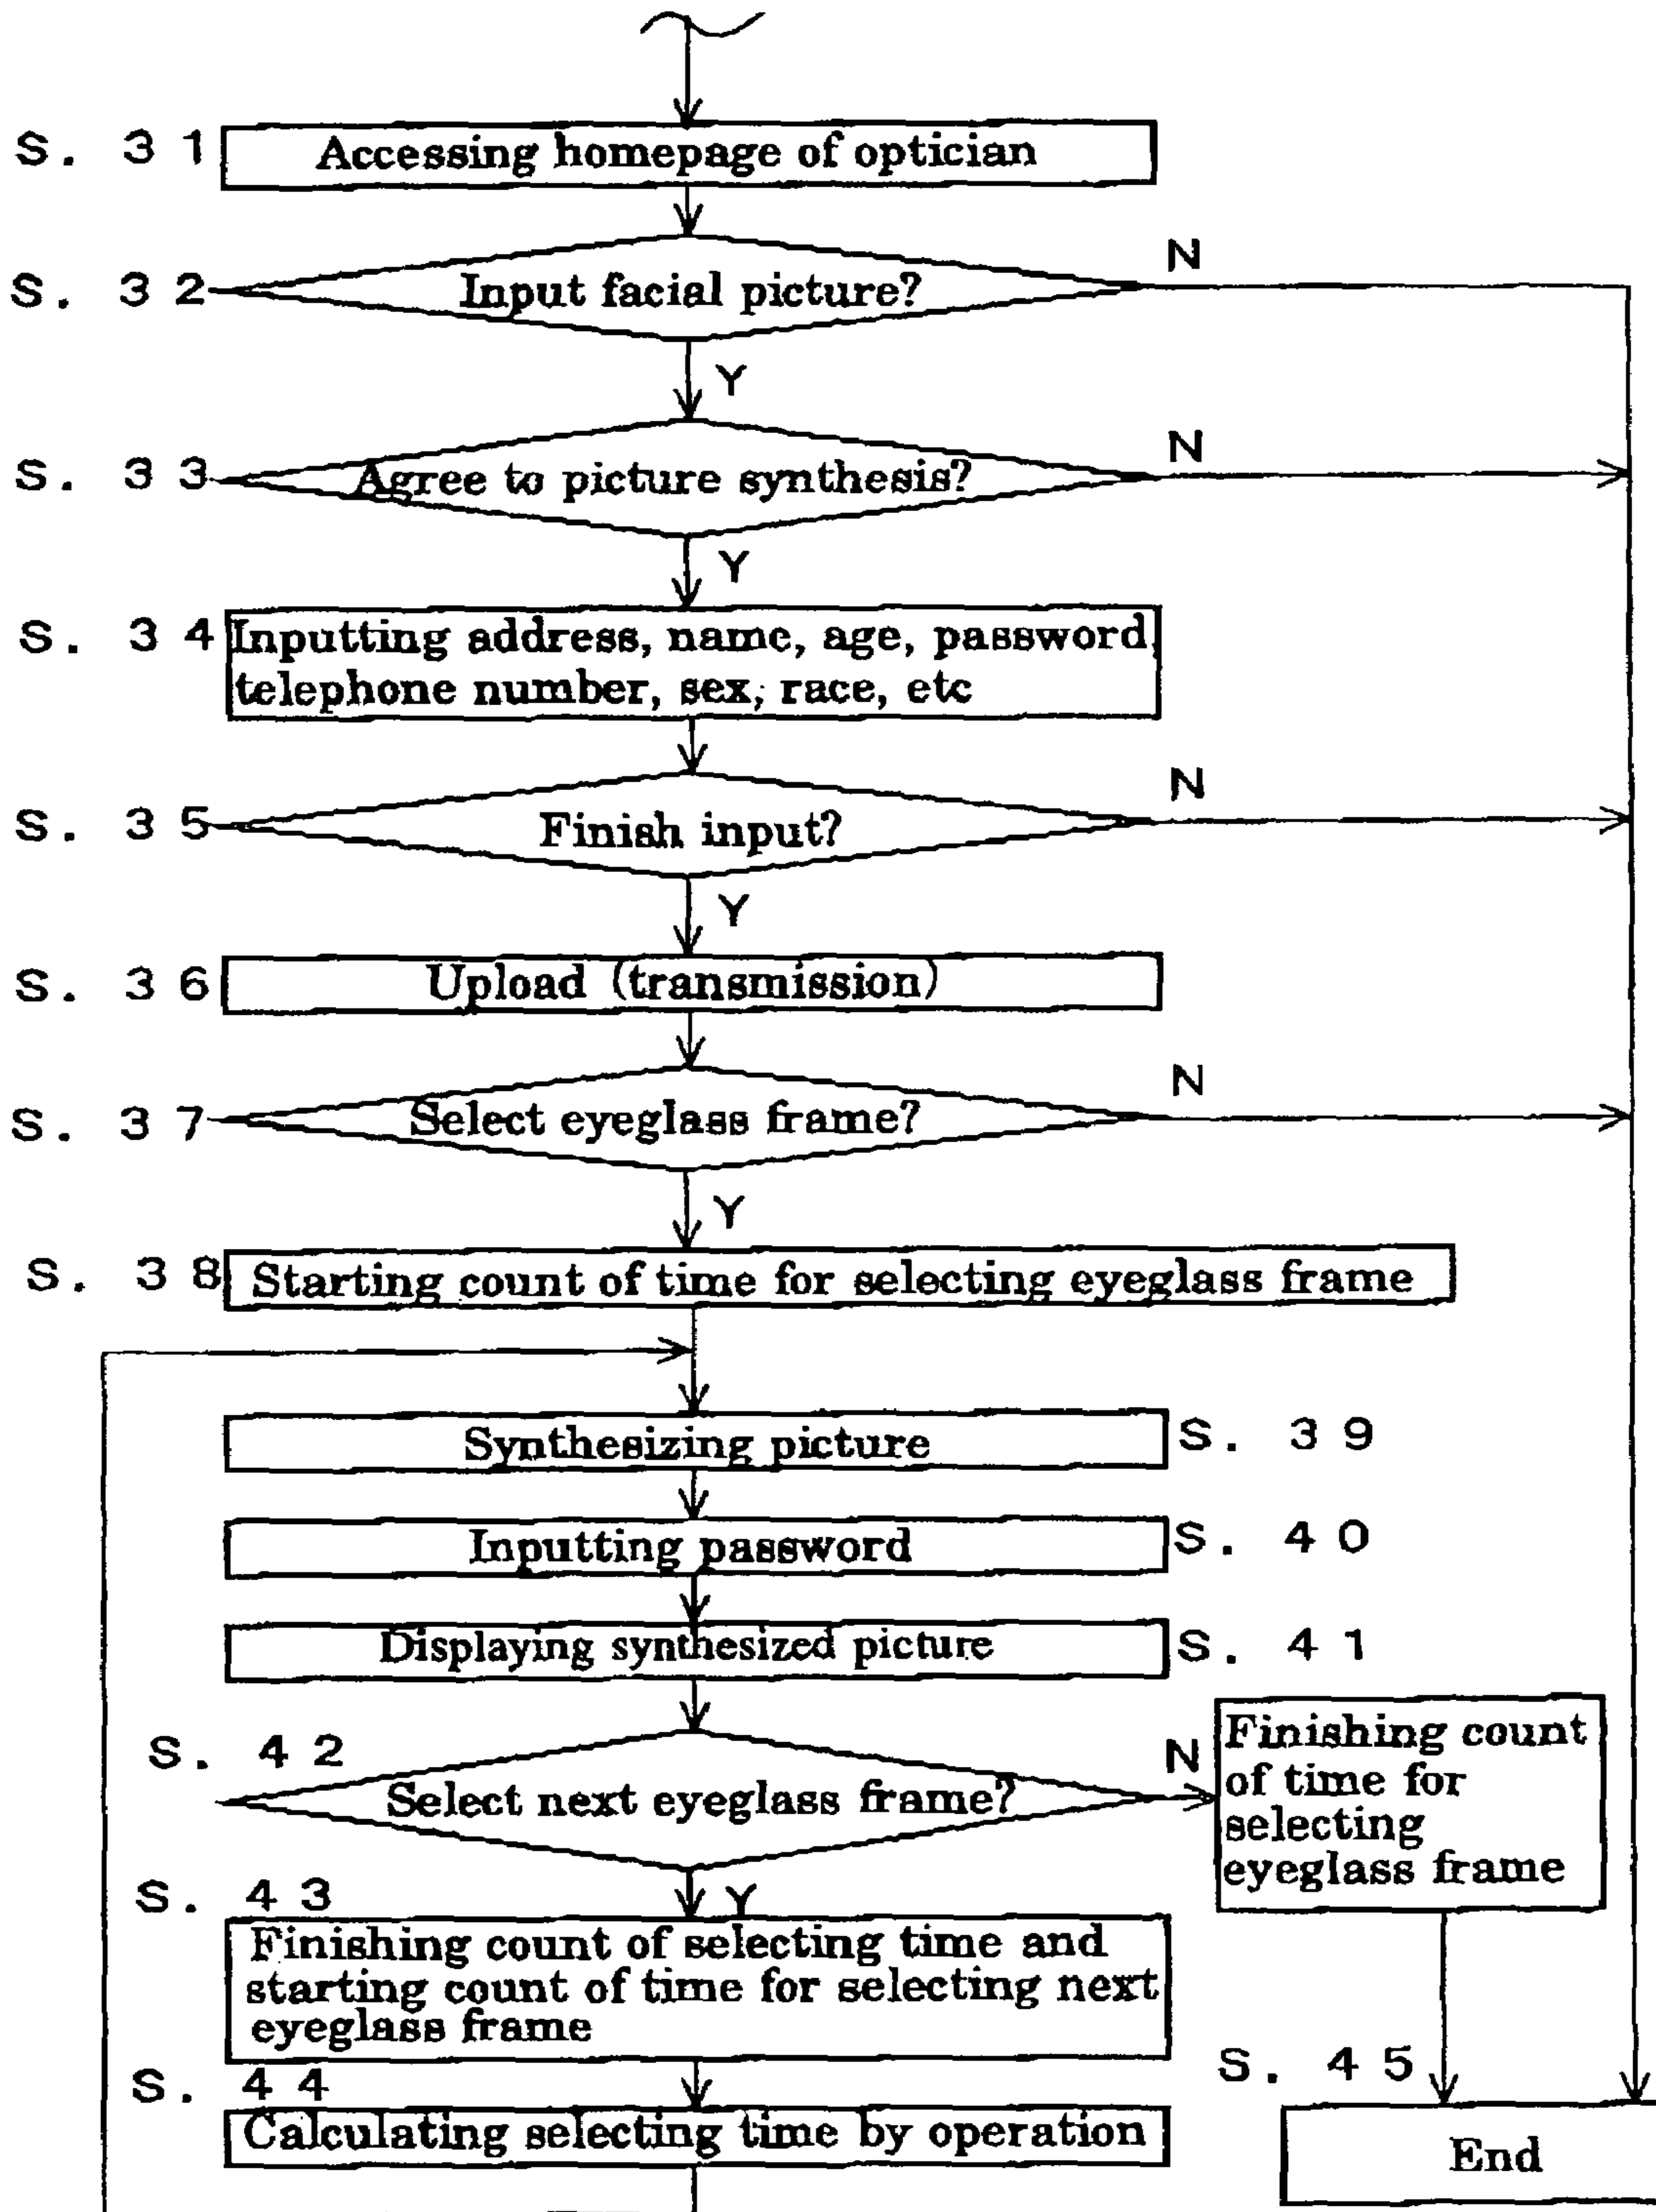 S. 31 Accessing homepage of optician
N
S. 32 Input facial picture?
Y
N
S. 33 Agree to picture synthesis?
Y
S. 34 Inputting address, name, age, password,
telephone number, sex, race, etc
N
S. 35 Finish input?
Y
S. 36 Upload (transmission)
N
S. 37 Select eyeglass frame?
Y
S. 38 Starting count of time for selecting eyeglass frame
Synthesizing picture S. 39
Inputting password S. 40
Displaying synthesized picture S. 41
S. 42
Select next eyeglass frame?
N
Finishing count
of time for
selecting
eyeglass frame
S. 43
Y
Finishing count of selecting time and
starting count of time for selecting next
eyeglass frame
S. 44
Calculating selecting time by operation
S. 45
End